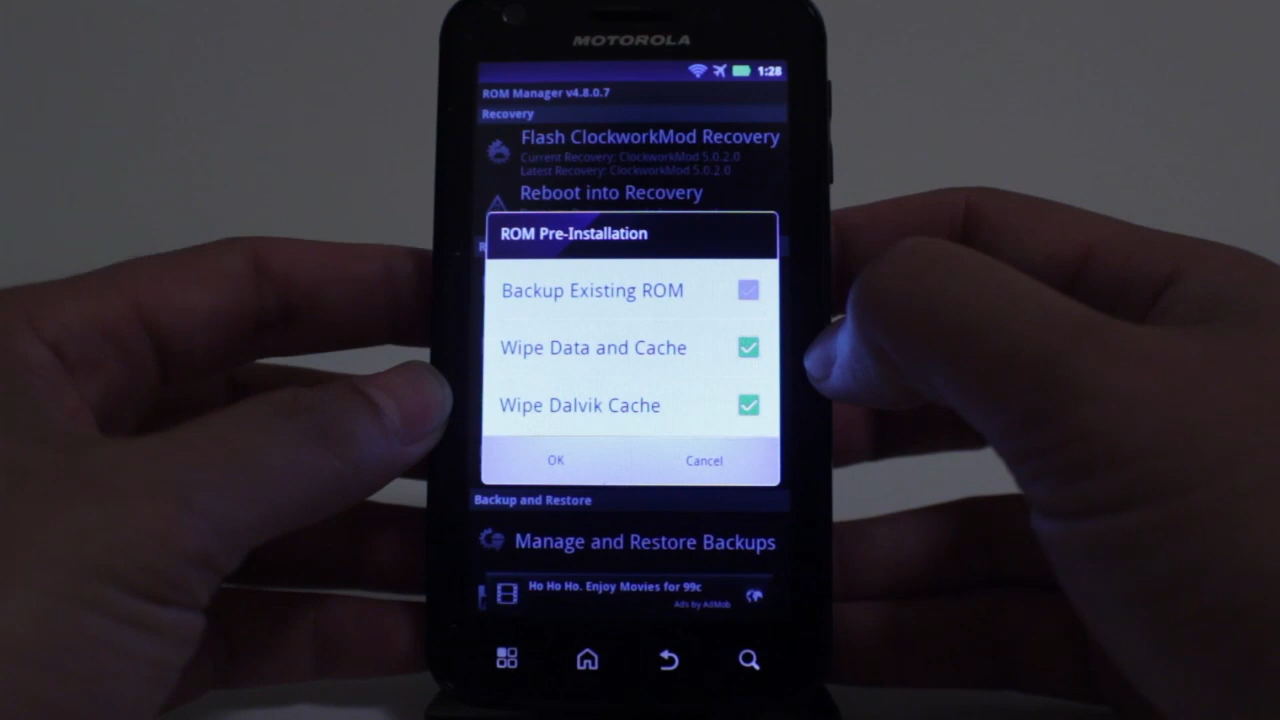 MOTOROLA
1:28
ROM Manager v4.8.0.7
Recovery
Flash ClockworkMod Recovery
Current Recovery: ClockworkMod 5.0.2.0
Latest Recovery: ClockworkMod 5.0.2.0
Reboot into Recovery
ROM Pre-Installation
R
Backup Existing ROM
Wipe Data and Cache
Wipe Dalvik Cache
OK Cancel
Backup and Restore
Manage and Restore Backups
Ho Ho Ho. Enjoy Movies for 99c
Ads by AdMob